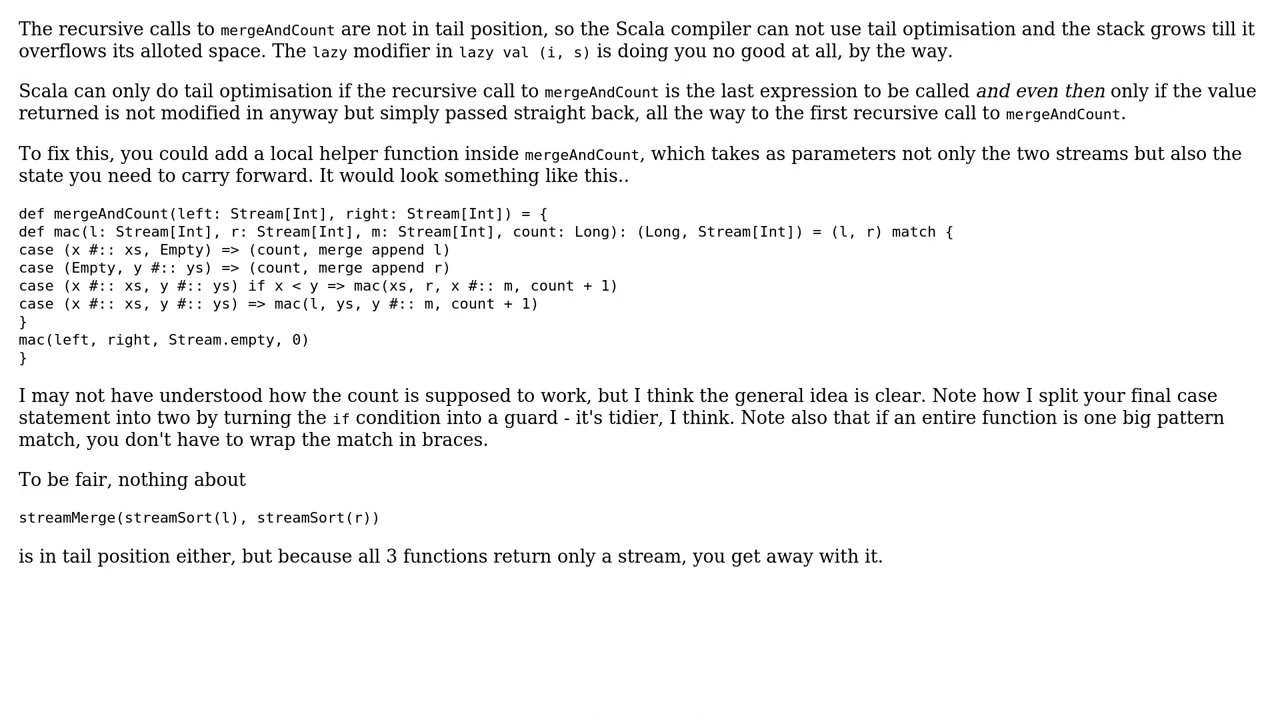 The recursive calls to mergeAndCount are not in tail position, so the Scala compiler can not use tail optimisation and the stack grows till it
overflows its alloted space. The lazy modifier in lazy val (i, s) is doing you no good at all, by the way.
Scala can only do tail optimisation if the recursive call to mergeAndCount is the last expression to be called and even then only if the value
returned is not modified in anyway but simply passed straight back, all the way to the first recursive call to mergeAndCount.
To fix this, you could add a local helper function inside mergeAndCount, which takes as parameters not only the two streams but also the
state you need to carry forward. It would look something like this..
def mergeAndCount(left: Stream[Int], right: Stream[Int]) = {
def mac(l: Stream[Int], r: Stream[Int], m: Stream[Int], count: Long): (Long, Stream[Int]) = (l, r) match {
case (x #:: xs, Empty) => (count, merge append l)
case (Empty, y #:: ys) => (count, merge append r)
case (x #:: xs, y #:: ys) if x < y => mac(xs, r, x #:: m, count + 1)
case (x #:: xs, y #:: ys) => mac(l, ys, y #:: m, count + 1)
}
mac(left, right, Stream.empty, 0)
}
I may not have understood how the count is supposed to work, but I think the general idea is clear. Note how I split your final case
statement into two by turning the if condition into a guard - it's tidier, I think. Note also that if an entire function is one big pattern
match, you don't have to wrap the match in braces.
To be fair, nothing about
streamMerge(streamSort(l), streamSort(r))
is in tail position either, but because all 3 functions return only a stream, you get away with it.